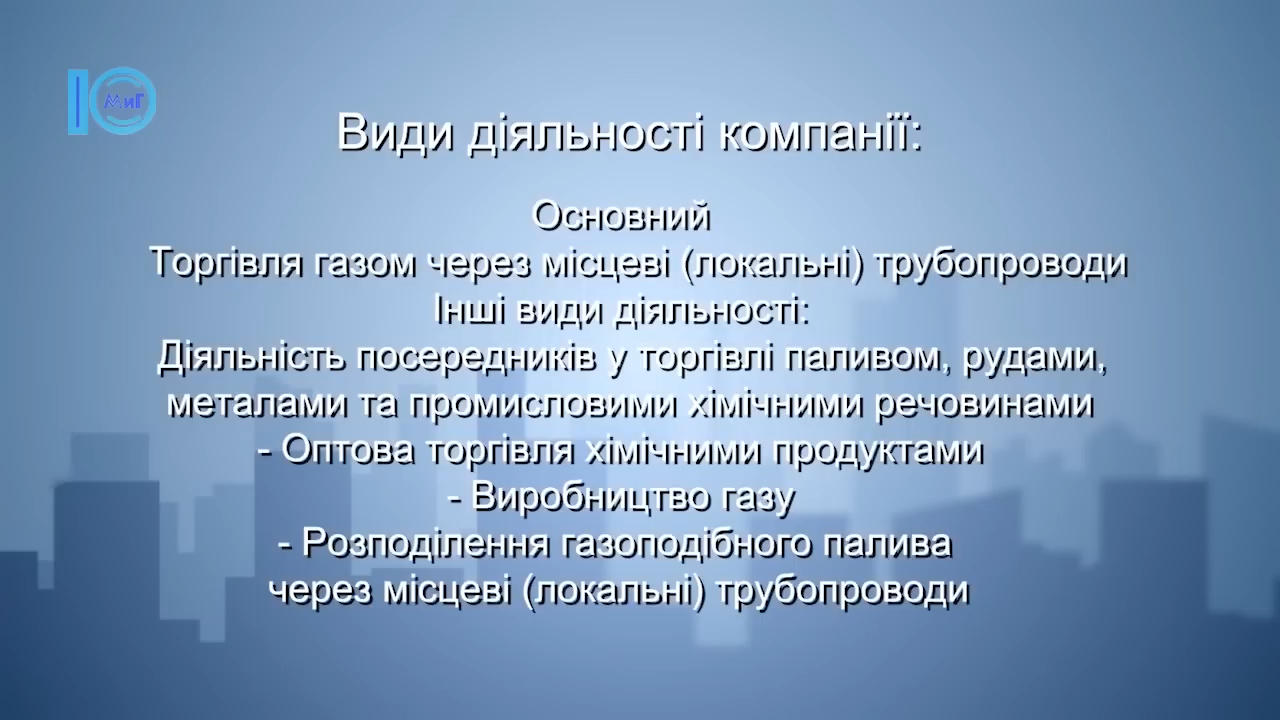 МиГ
Види діяльності компанії:
Основний
Торгівля газом через місцеві (локальні) трубопроводи
Інші види діяльності:
Діяльність посередників у торгівлі паливом, рудами,
металами та промисловими хімічними речовинами
- Оптова торгівля хімічними продуктами
- Виробництво газу
- Розподілення газоподібного палива
через місцеві (локальні) трубопроводи